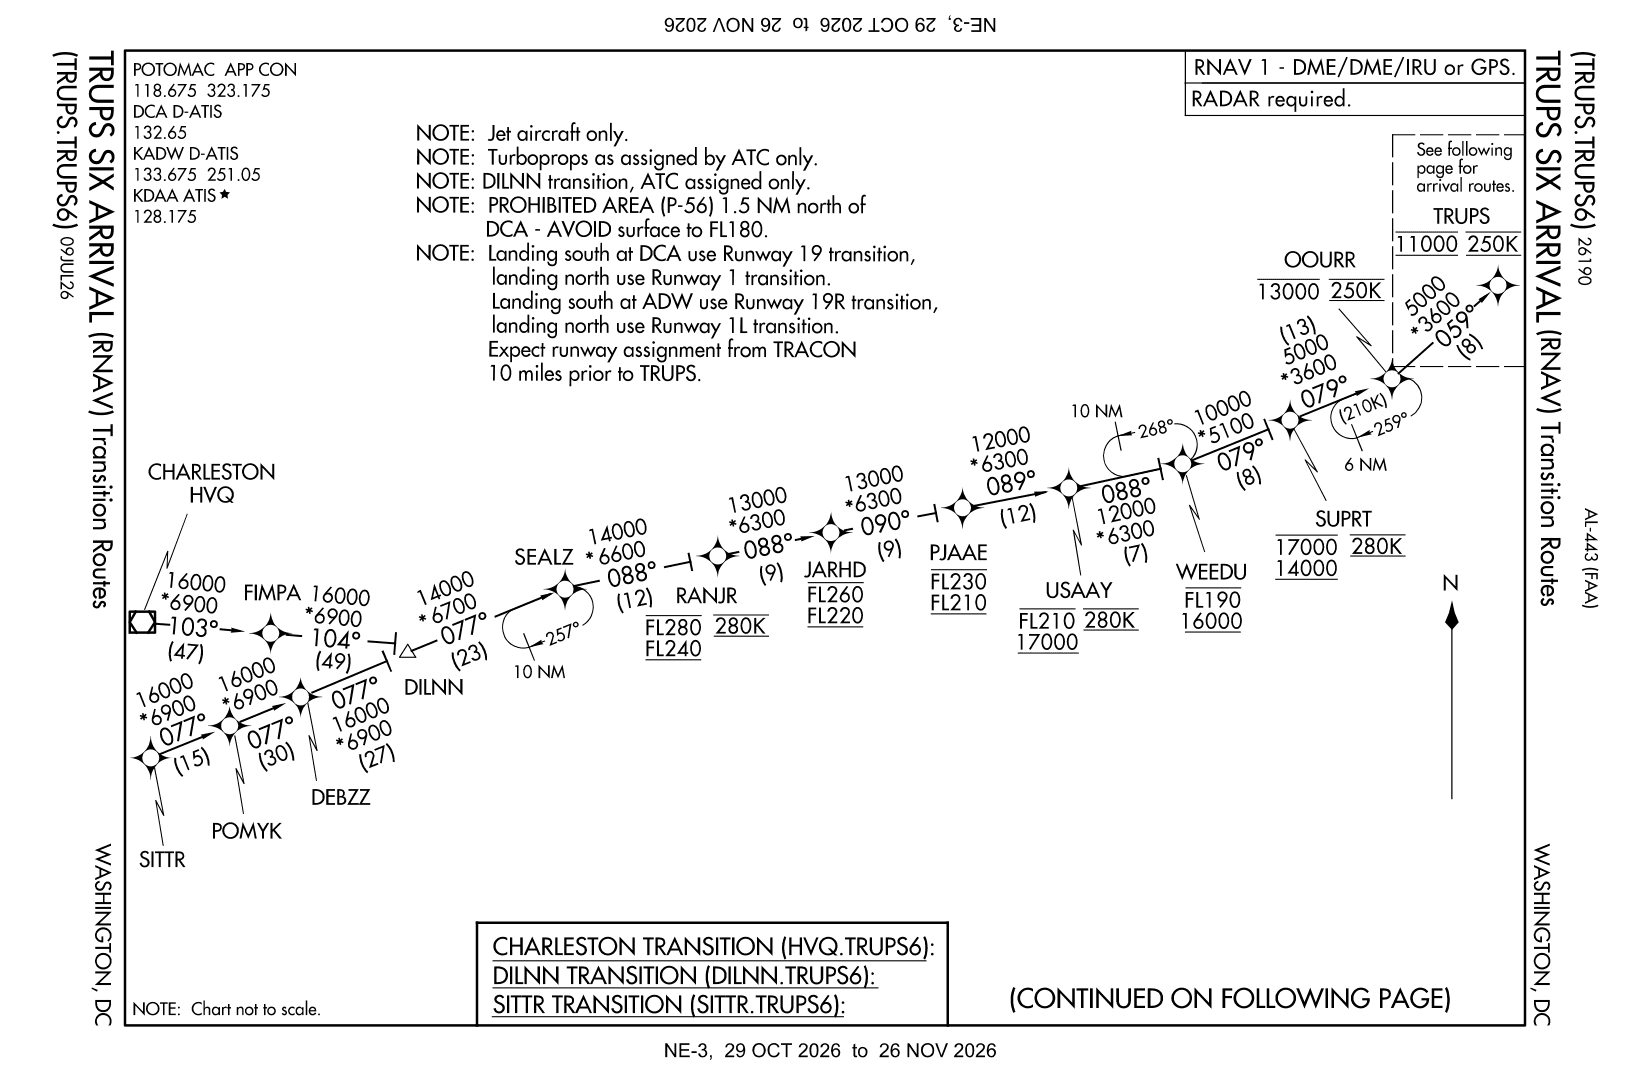 NE-3, 29 OCT 2026 to 26 NOV 2026
(TRUPS.TRUPS6) 09JUL26
TRUPS SIX ARRIVAL (RNAV) Transition Routes
WASHINGTON, DC
(TRUPS.TRUPS6) 26190
TRUPS SIX ARRIVAL (RNAV) Transition Routes
AL-443 (FAA)
WASHINGTON, DC
POTOMAC APP CON
118.675 323.175
DCA D-ATIS
132.65
KADW D-ATIS
133.675 251.05
KDAA ATIS ★
128.175
NOTE: Jet aircraft only.
NOTE: Turboprops as assigned by ATC only.
NOTE: DILNN transition, ATC assigned only.
NOTE: PROHIBITED AREA (P-56) 1.5 NM north of
DCA - AVOID surface to FL180.
NOTE: Landing south at DCA use Runway 19 transition,
landing north use Runway 1 transition.
Landing south at ADW use Runway 19R transition,
landing north use Runway 1L transition.
Expect runway assignment from TRACON
10 miles prior to TRUPS.
RNAV 1 - DME/DME/IRU or GPS.
RADAR required.
See following
page for
arrival routes.
TRUPS
11000 250K
5000
*3600
059°
(8)
OOURR
13000 250K
(13)
5000
*3600
079°
(210K)
259°
6 NM
SUPRT
17000 280K
14000
10000
*5100
079°
(8)
10 NM
268°
WEEDU
FL190
16000
088°
12000
*6300
(7)
USAAY
FL210 280K
17000
12000
*6300
089°
(12)
PJAAE
FL230
FL210
13000
*6300
090°
(9)
JARHD
FL260
FL220
13000
*6300
088°
(9)
RANJR
FL280 280K
FL240
14000
*6600
088°
(12)
SEALZ
257°
10 NM
14000
*6700
077°
(23)
DILNN
CHARLESTON
HVQ
16000
*6900
103°
(47)
FIMPA
16000
*6900
104°
(49)
16000
*6900
077°
(15)
16000
*6900
077°
(30)
077°
16000
*6900
(27)
DEBZZ
POMYK
SITTR
N
CHARLESTON TRANSITION (HVQ.TRUPS6):
DILNN TRANSITION (DILNN.TRUPS6):
SITTR TRANSITION (SITTR.TRUPS6):
(CONTINUED ON FOLLOWING PAGE)
NOTE: Chart not to scale.
NE-3, 29 OCT 2026 to 26 NOV 2026